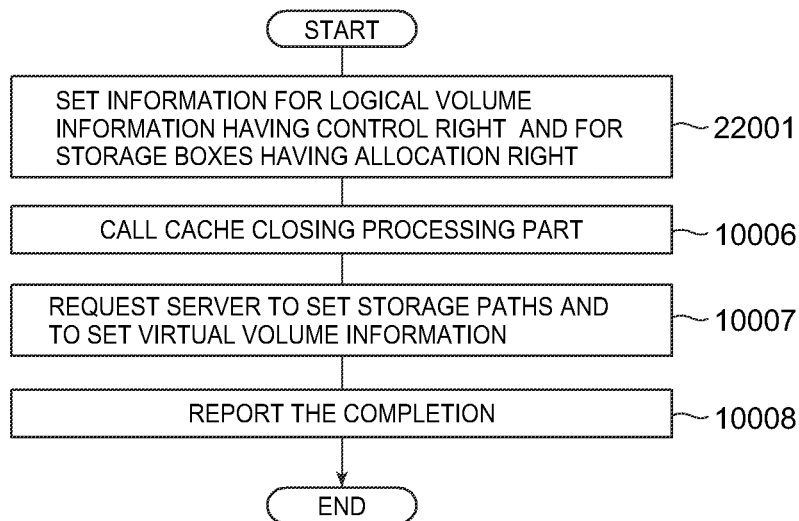 START
SET INFORMATION FOR LOGICAL VOLUME
INFORMATION HAVING CONTROL RIGHT AND FOR
STORAGE BOXES HAVING ALLOCATION RIGHT
22001
CALL CACHE CLOSING PROCESSING PART
10006
REQUEST SERVER TO SET STORAGE PATHS AND
TO SET VIRTUAL VOLUME INFORMATION
10007
REPORT THE COMPLETION
10008
END